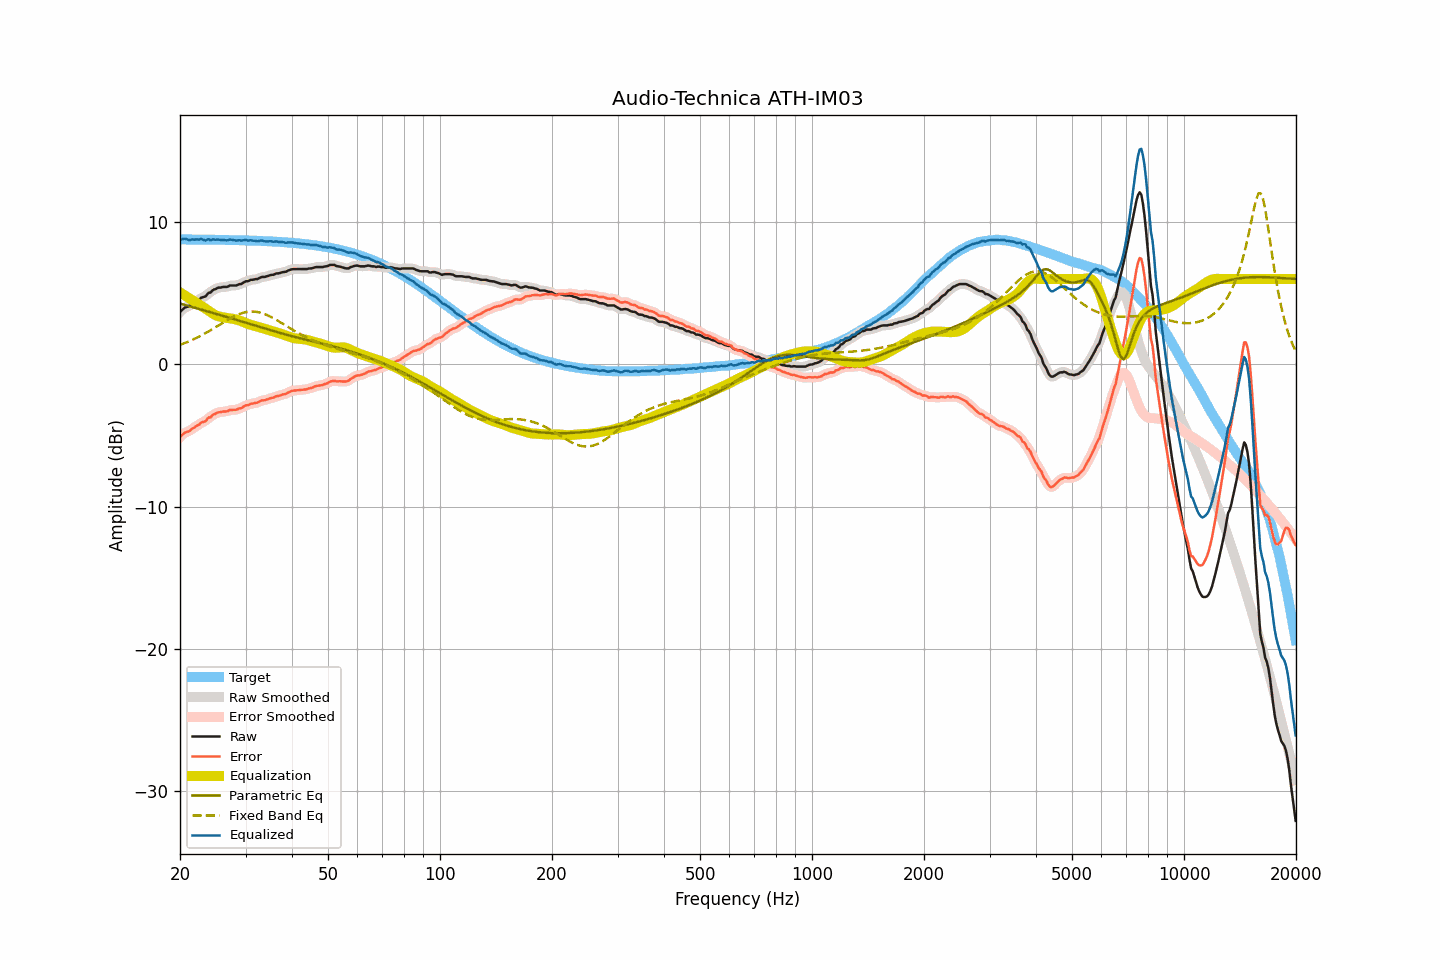 Audio-Technica ATH-IM03
10
0
−10
−20
−30
Amplitude (dBr)
Target
Raw Smoothed
Error Smoothed
Raw
Error
Equalization
Parametric Eq
Fixed Band Eq
Equalized
20 50 100 200 500 1000 2000 5000 10000 20000
Frequency (Hz)